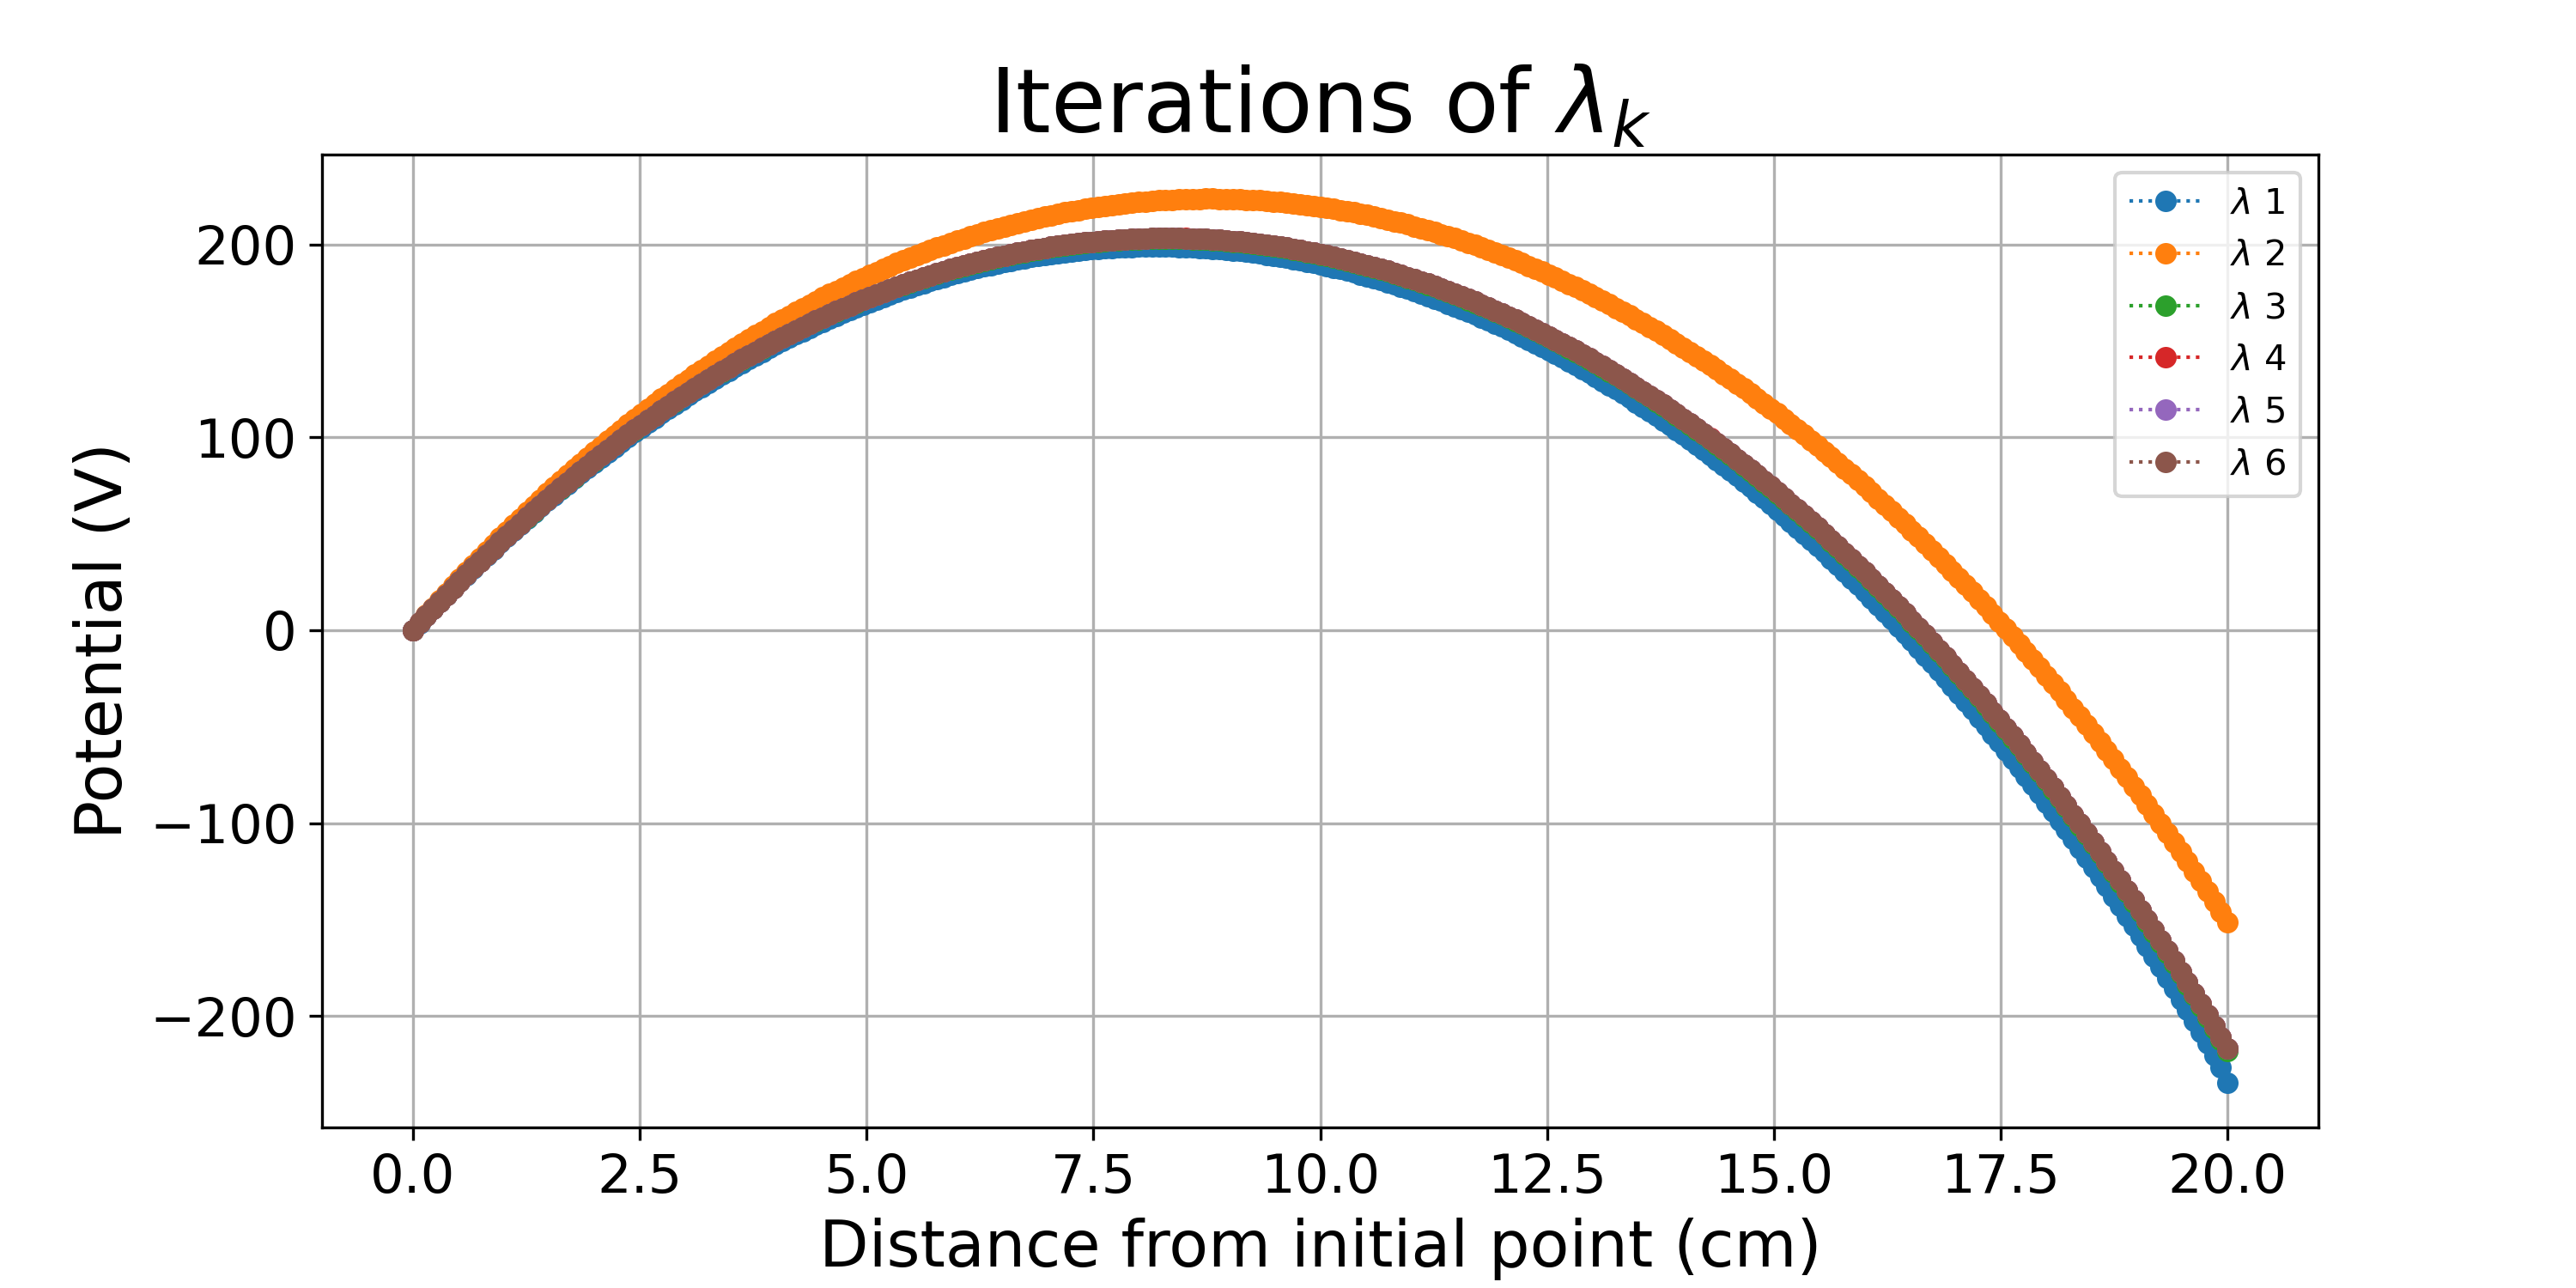 Iterations of λk
Potential (V)
200
100
0
−100
−200
λ 1
λ 2
λ 3
λ 4
λ 5
λ 6
0.0 2.5 5.0 7.5 10.0 12.5 15.0 17.5 20.0
Distance from initial point (cm)